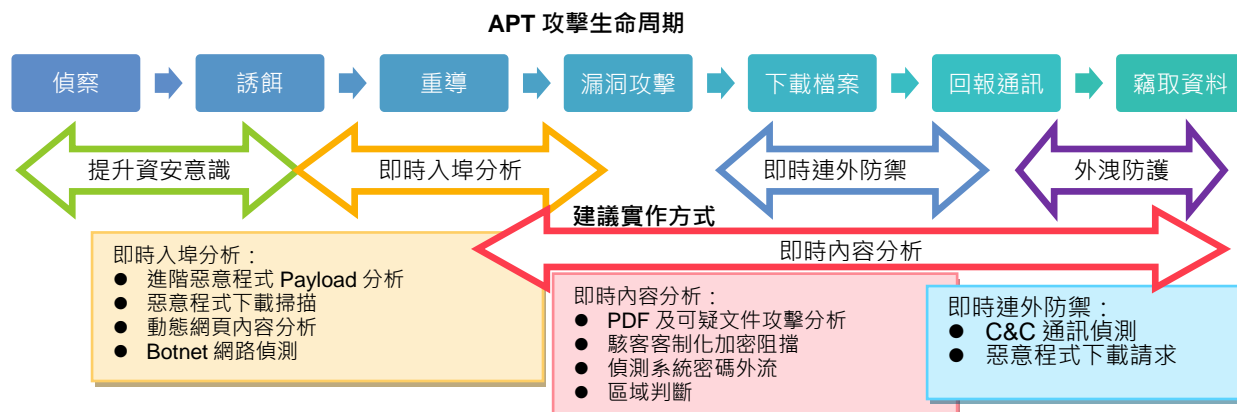 APT 攻擊生命周期
偵察
誘餌
重導
漏洞攻擊
下載檔案
回報通訊
竊取資料
提升資安意識
即時入埠分析
即時連外防禦
外洩防護
建議實作方式
即時內容分析
即時入埠分析：
● 進階惡意程式 Payload 分析
● 惡意程式下載掃描
● 動態網頁內容分析
● Botnet 網路偵測
即時內容分析：
● PDF 及可疑文件攻擊分析
● 駭客客制化加密阻擋
● 偵測系統密碼外流
● 區域判斷
即時連外防禦：
● C&C 通訊偵測
● 惡意程式下載請求